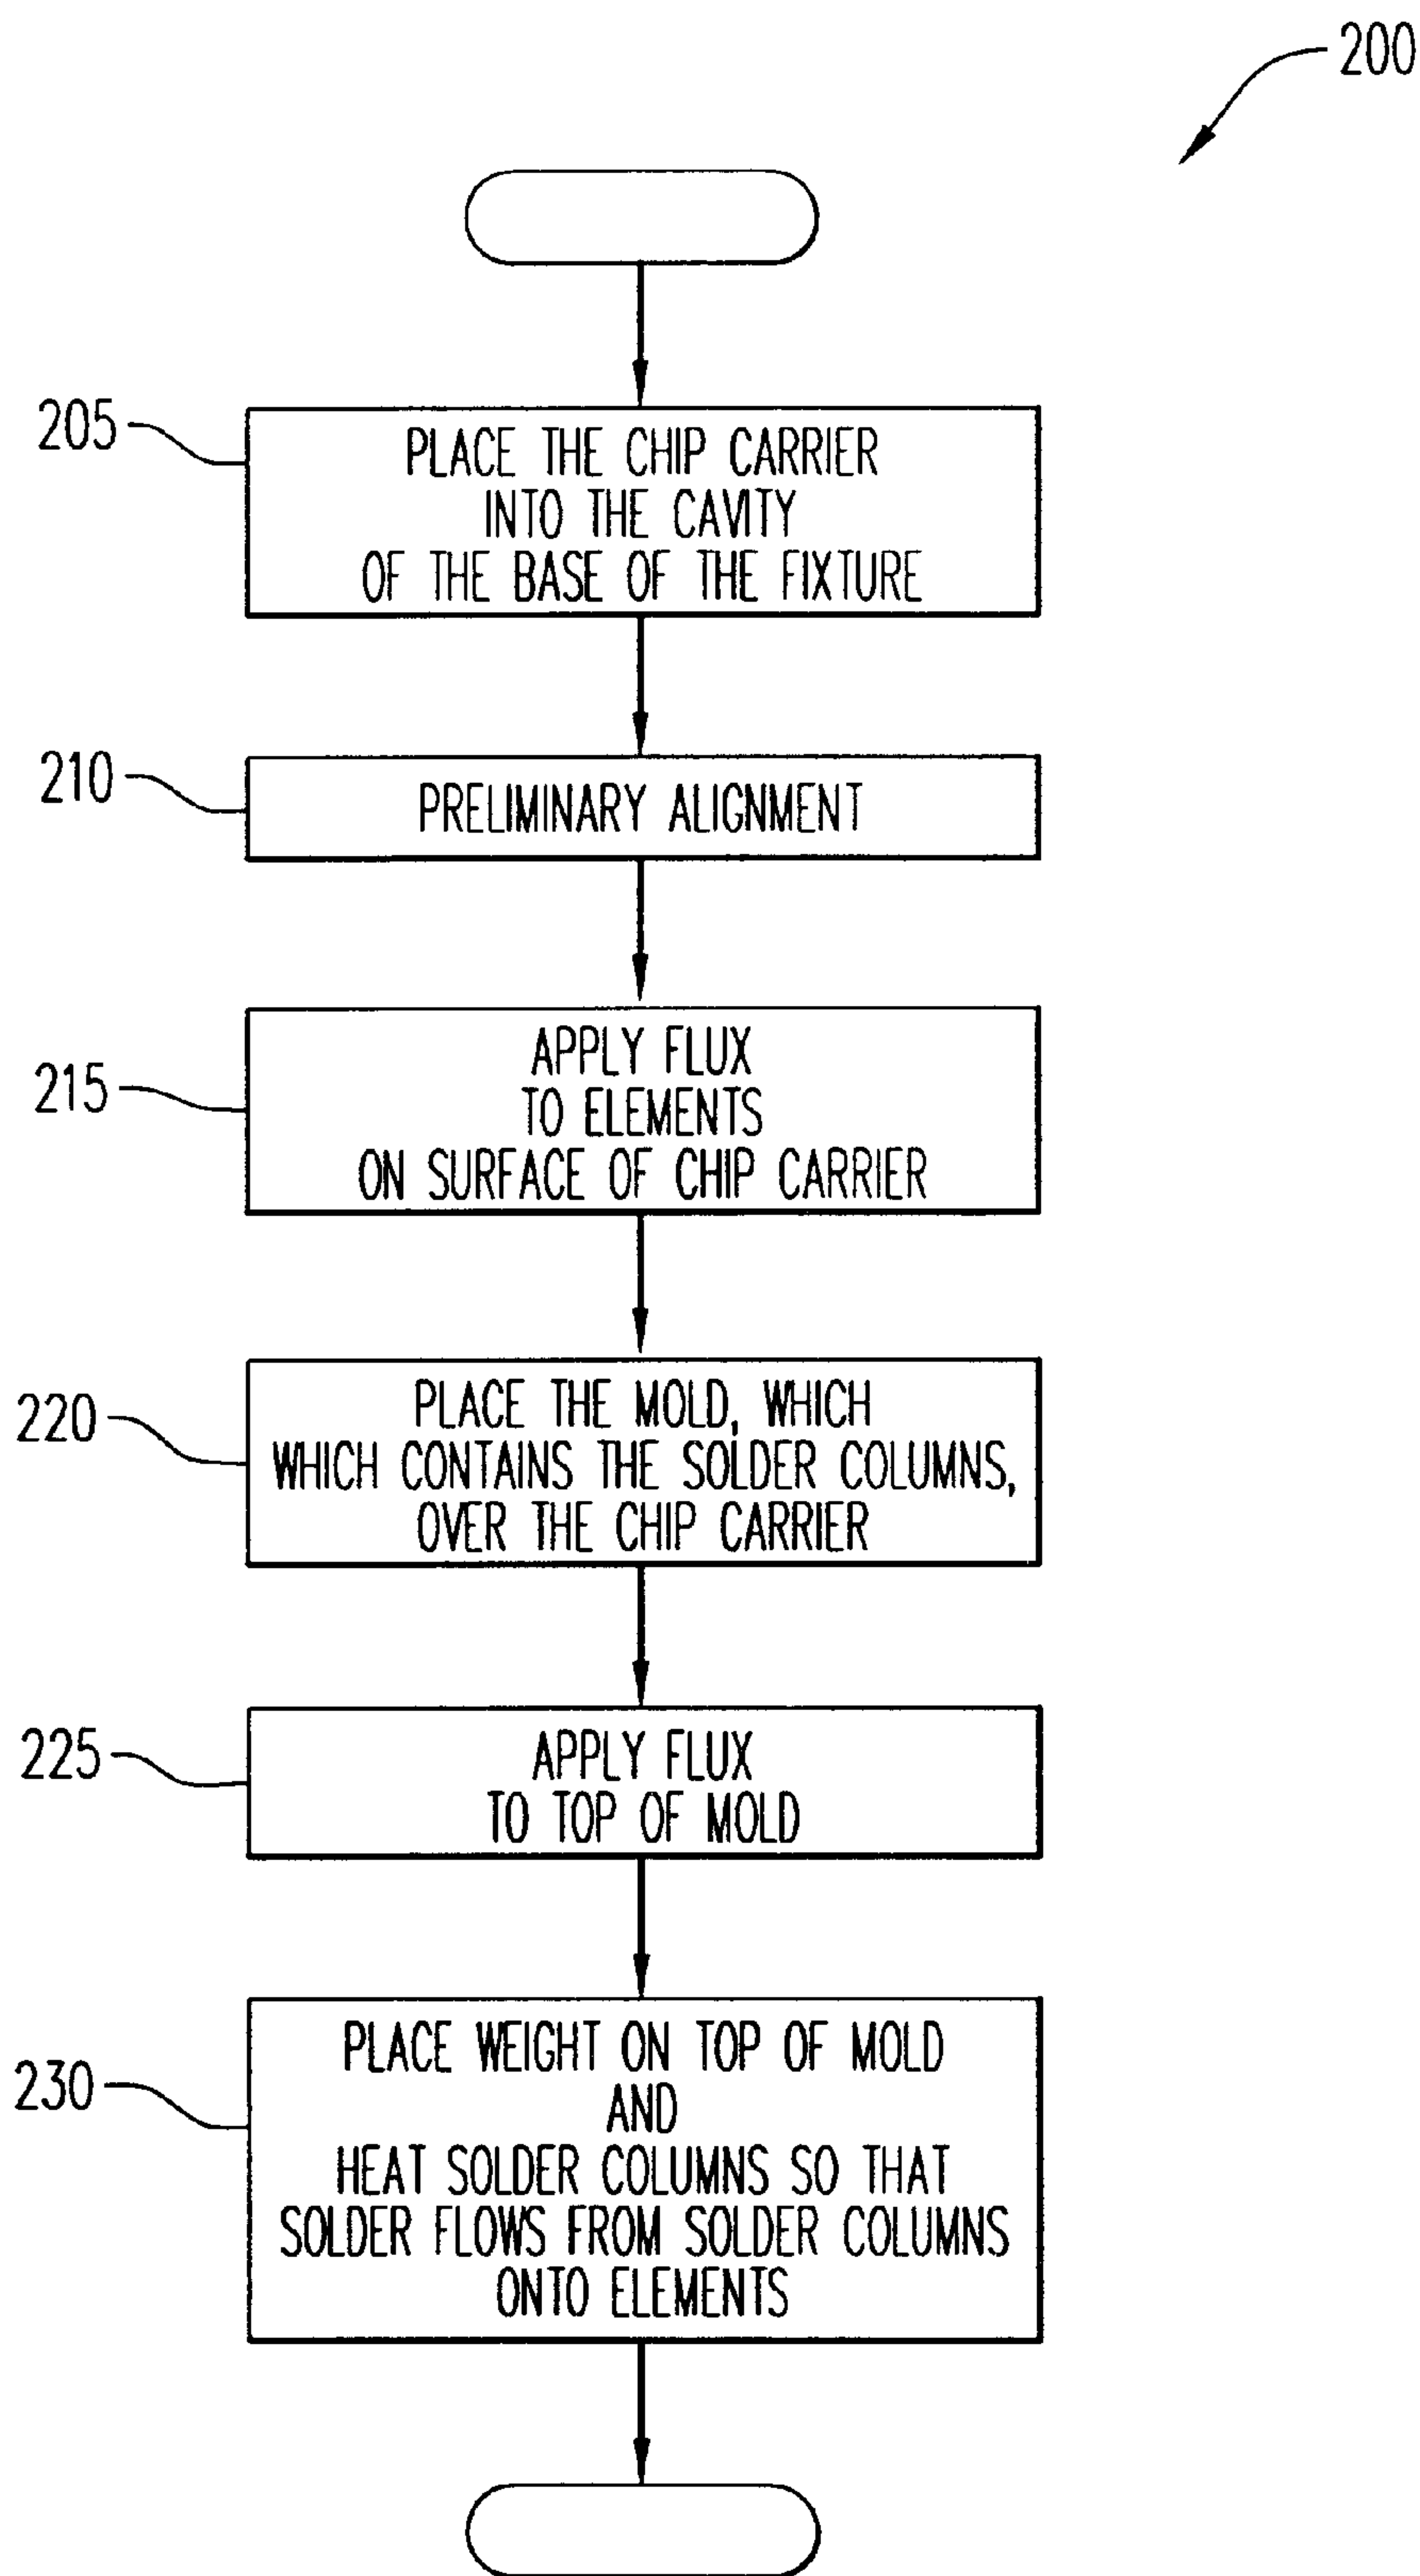 200
205
PLACE THE CHIP CARRIER
INTO THE CAVITY
OF THE BASE OF THE FIXTURE
210
PRELIMINARY ALIGNMENT
215
APPLY FLUX
TO ELEMENTS
ON SURFACE OF CHIP CARRIER
220
PLACE THE MOLD, WHICH
WHICH CONTAINS THE SOLDER COLUMNS,
OVER THE CHIP CARRIER
225
APPLY FLUX
TO TOP OF MOLD
230
PLACE WEIGHT ON TOP OF MOLD
AND
HEAT SOLDER COLUMNS SO THAT
SOLDER FLOWS FROM SOLDER COLUMNS
ONTO ELEMENTS